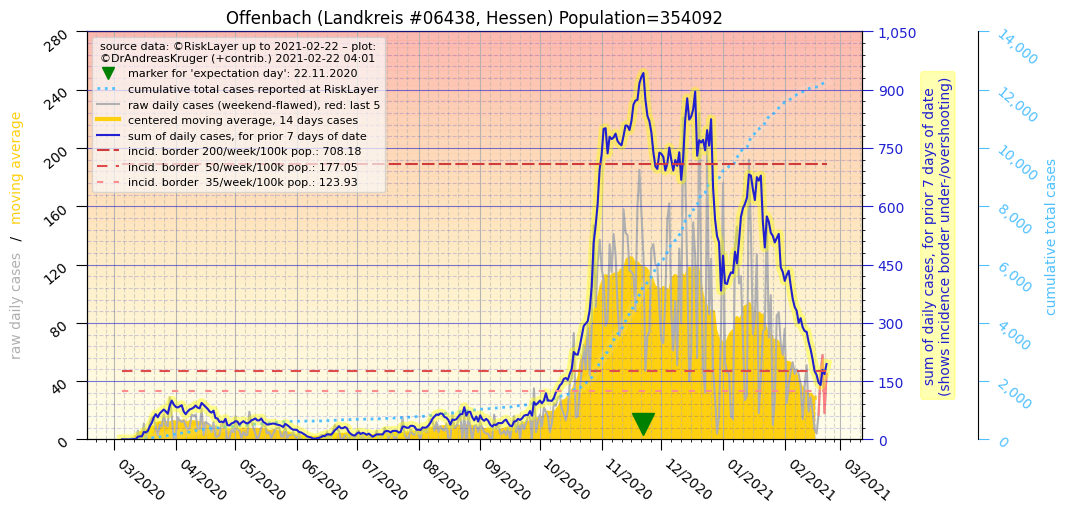 Offenbach (Landkreis #06438, Hessen) Population=354092
source data: ©RiskLayer up to 2021-02-22 – plot:
©DrAndreasKruger (+contrib.) 2021-02-22 04:01
marker for 'expectation day': 22.11.2020
cumulative total cases reported at RiskLayer
raw daily cases (weekend-flawed), red: last 5
centered moving average, 14 days cases
sum of daily cases, for prior 7 days of date
incid. border 200/week/100k pop.: 708.18
incid. border  50/week/100k pop.: 177.05
incid. border  35/week/100k pop.: 123.93
raw daily cases  /  moving average
280
240
200
160
120
80
40
0
03/2020
04/2020
05/2020
06/2020
07/2020
08/2020
09/2020
10/2020
11/2020
12/2020
01/2021
02/2021
03/2021
1,050
900
750
600
450
300
150
0
sum of daily cases, for prior 7 days of date
(shows incidence border under-/overshooting)
14,000
12,000
10,000
8,000
6,000
4,000
2,000
0
cumulative total cases